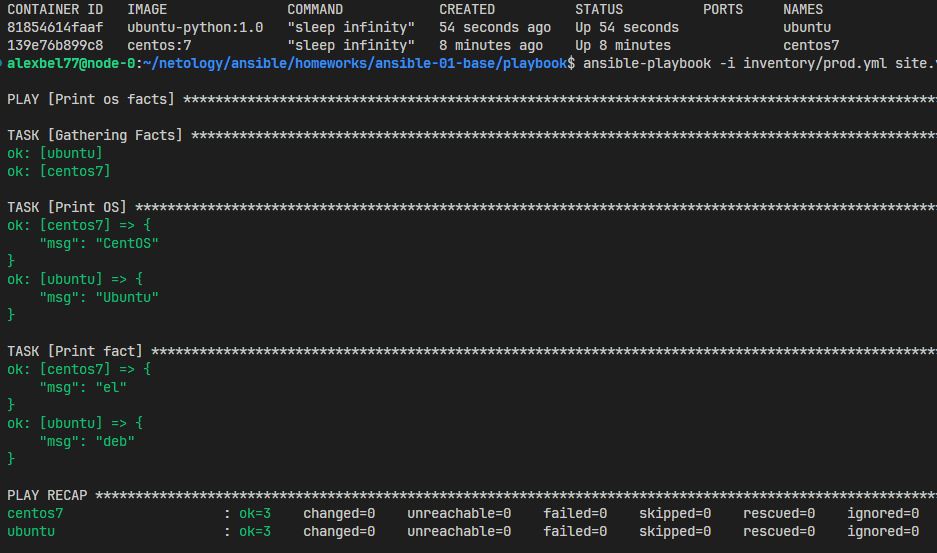 CONTAINER ID   IMAGE               COMMAND            CREATED          STATUS          PORTS     NAMES
81854614faaf   ubuntu-python:1.0   "sleep infinity"   54 seconds ago   Up 54 seconds             ubuntu
139e76b899c8   centos:7            "sleep infinity"   8 minutes ago    Up 8 minutes              centos7
alexbel77@node-0:~/netology/ansible/homeworks/ansible-01-base/playbook$ ansible-playbook -i inventory/prod.yml site.
PLAY [Print os facts] **********************************************************************************************
TASK [Gathering Facts] *********************************************************************************************
ok: [ubuntu]
ok: [centos7]
TASK [Print OS] ****************************************************************************************************
ok: [centos7] => {
    "msg": "CentOS"
}
ok: [ubuntu] => {
    "msg": "Ubuntu"
}
TASK [Print fact] **************************************************************************************************
ok: [centos7] => {
    "msg": "el"
}
ok: [ubuntu] => {
    "msg": "deb"
}
PLAY RECAP *********************************************************************************************************
centos7                    : ok=3    changed=0    unreachable=0    failed=0    skipped=0    rescued=0    ignored=0
ubuntu                     : ok=3    changed=0    unreachable=0    failed=0    skipped=0    rescued=0    ignored=0